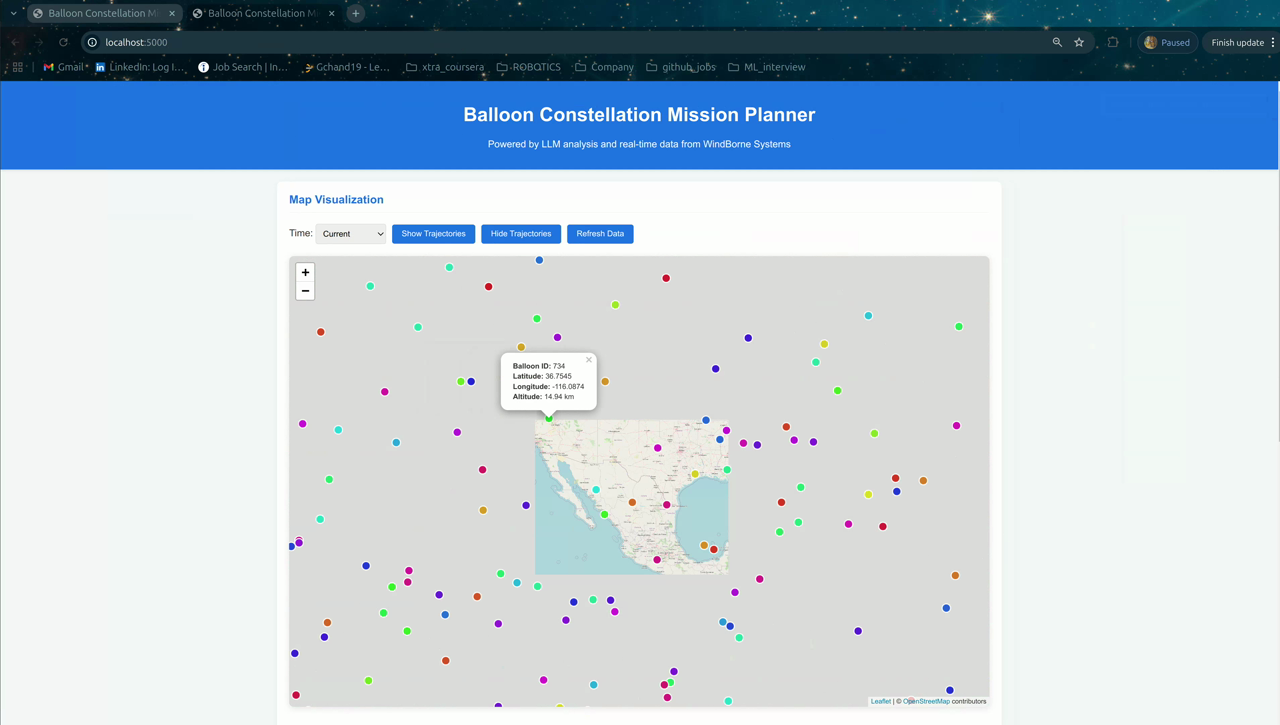 Balloon Constellation Mi
Balloon Constellation M
localhost:5000
Paused
Finish update
Gmail
LinkedIn: Log I...
Job Search | In...
Gchand19 - Le...
xtra_coursera
ROBOTICS
Company
github_jobs
ML_interview
Balloon Constellation Mission Planner
Powered by LLM analysis and real-time data from WindBorne Systems
Map Visualization
Time: Current Show Trajectories Hide Trajectories Refresh Data
+
−
×
Balloon ID: 734
Latitude: 36.7545
Longitude: -116.0874
Altitude: 14.94 km
Leaflet | © OpenStreetMap contributors